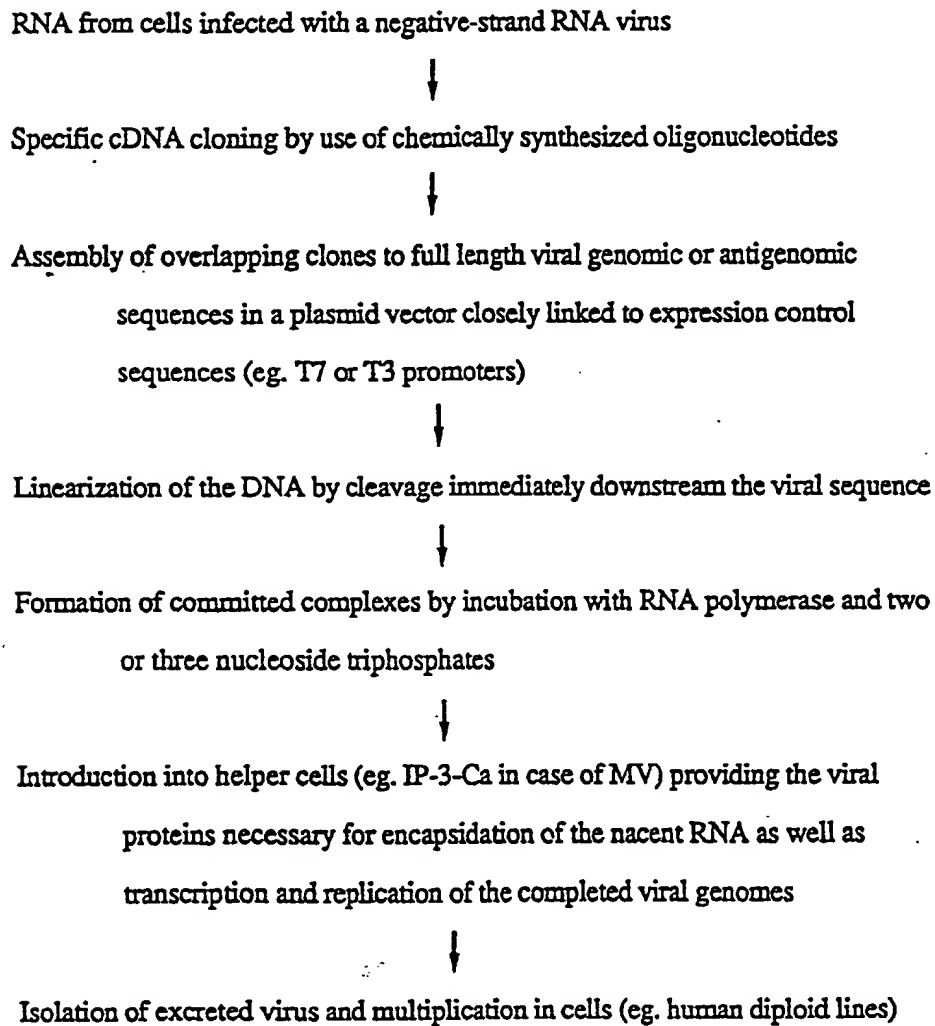 RNA from cells infected with a negative-strand RNA virus
Specific cDNA cloning by use of chemically synthesized oligonucleotides
Assembly of overlapping clones to full length viral genomic or antigenomic
sequences in a plasmid vector closely linked to expression control
sequences (eg. T7 or T3 promoters)
Linearization of the DNA by cleavage immediately downstream the viral sequence
Formation of committed complexes by incubation with RNA polymerase and two
or three nucleoside triphosphates
Introduction into helper cells (eg. IP-3-Ca in case of MV) providing the viral
proteins necessary for encapsidation of the nacent RNA as well as
transcription and replication of the completed viral genomes
Isolation of excreted virus and multiplication in cells (eg. human diploid lines)